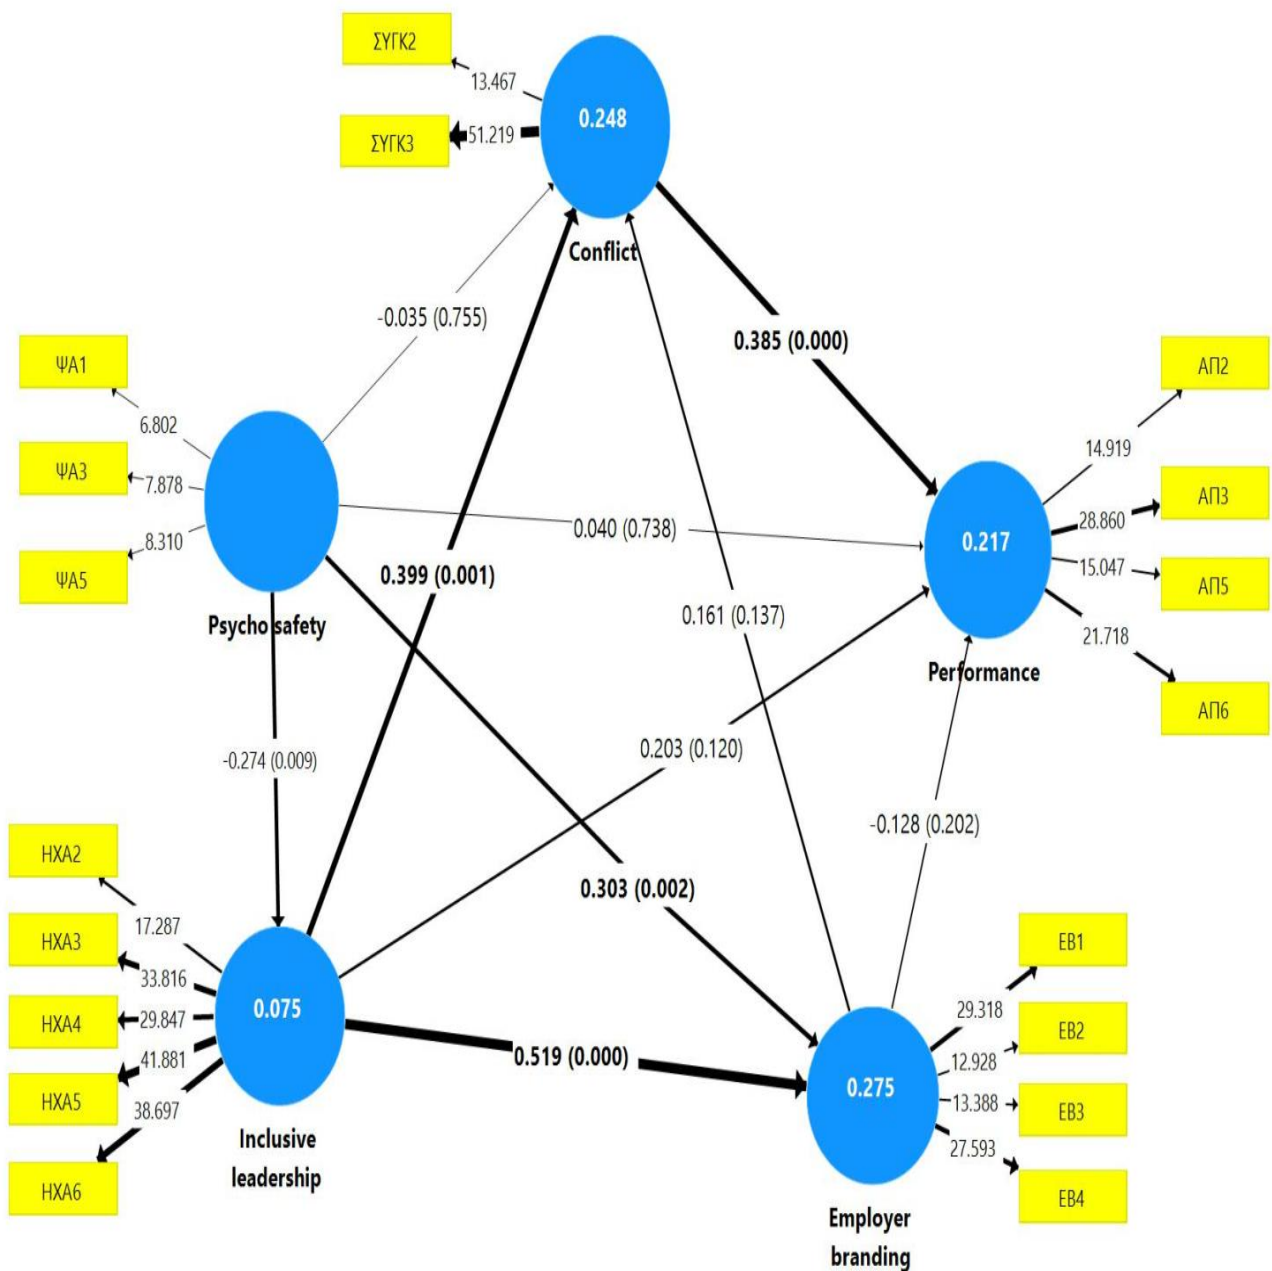 ΣΥΓΚ2
13.467
0.248
ΣΥΓΚ3
51.219
Conflict
-0.035 (0.755)
0.385 (0.000)
ΨΑ1
6.802
ΨΑ3
7.878
ΨΑ5
8.310
Psycho safety
ΑΠ2
14.919
ΑΠ3
28.860
0.217
ΑΠ5
15.047
21.718
ΑΠ6
Performance
0.040 (0.738)
0.399 (0.001)
0.161 (0.137)
0.203 (0.120)
-0.274 (0.009)
-0.128 (0.202)
0.303 (0.002)
ΗΧΑ2
17.287
ΗΧΑ3
33.816
ΗΧΑ4
29.847
0.075
ΗΧΑ5
41.881
38.697
ΗΧΑ6
Inclusive
leadership
0.519 (0.000)
EB1
29.318
EB2
12.928
0.275
EB3
13.388
27.593
EB4
Employer
branding